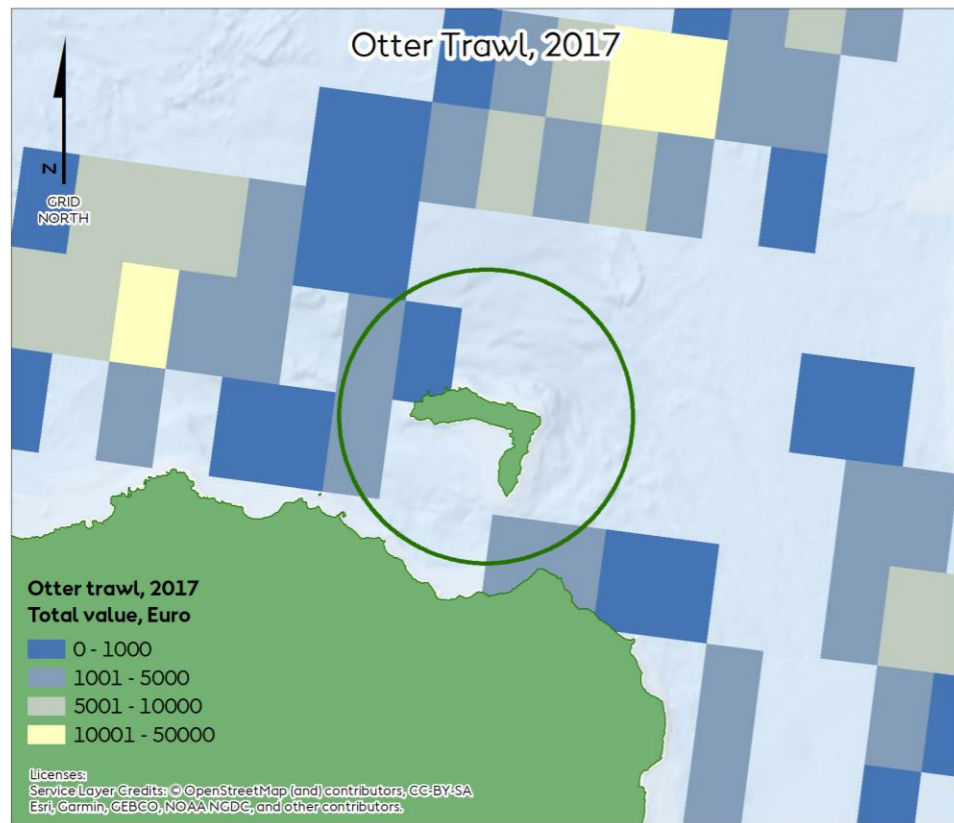 Otter Trawl, 2017
N
GRID
NORTH
Otter trawl, 2017
Total value, Euro
0 - 1000
1001 - 5000
5001 - 10000
10001 - 50000
Licenses:
Service Layer Credits: © OpenStreetMap (and) contributors, CC-BY-SA
Esri, Garmin, GEBCO, NOAA NGDC, and other contributors.